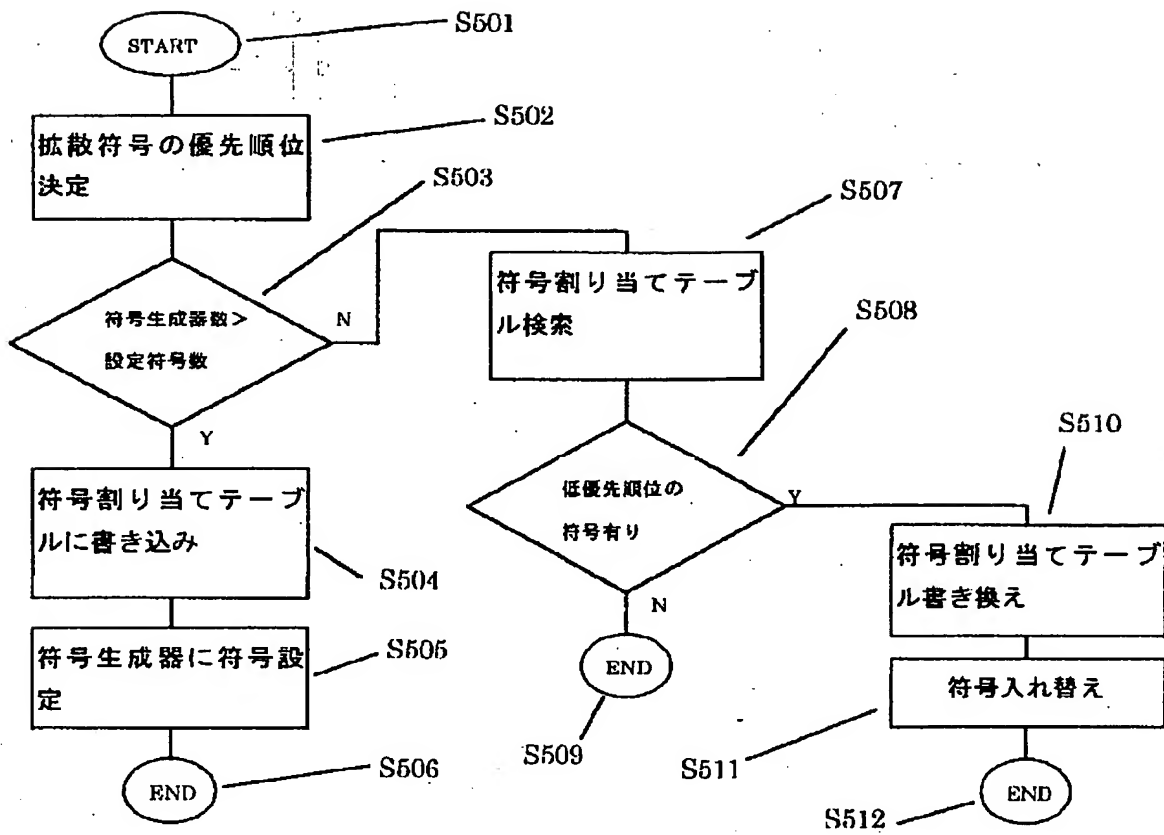 START
S501
拡散符号の優先順位
決定
S502
符号生成器数>
設定符号数
S503
N
Y
符号割り当てテーブ
ルに書き込み
S504
符号生成器に符号設
定
S505
END
S506
符号割り当てテーブ
ル検索
S507
低優先順位の
符号有り
S508
Y
N
END
S509
符号割り当てテーブ
ル書き換え
S510
符号入れ替え
S511
END
S512